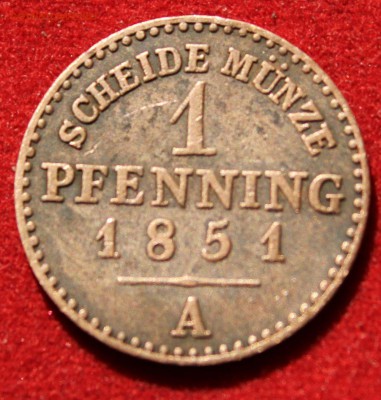 SCHEIDE MÜNZE
1
PFENNING
1851
A